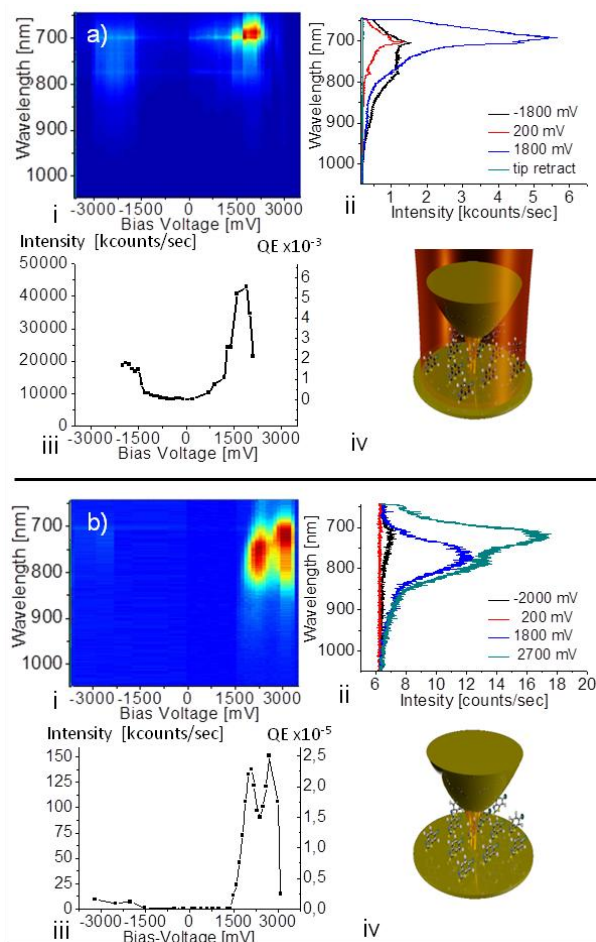 a)
Wavelength [nm]
700
800
900
1000
-3000 -1500 0 1500 3000
Bias Voltage [mV]
i
Wavelength [nm]
700
800
900
1000
-1800 mV
200 mV
1800 mV
tip retract
1 2 3 4 5 6
Intensity [kcounts/sec]
ii
Intensity [kcounts/sec]
QE x10-3
50000
40000
30000
20000
10000
0
6
5
4
3
2
1
0
-3000 -1500 0 1500 3000
Bias Voltage [mV]
iii
iv
b)
Wavelength [nm]
700
800
900
1000
-3000 -1500 0 1500 3000
Bias Voltage [mV]
i
Wavelength [nm]
700
800
900
1000
-2000 mV
200 mV
1800 mV
2700 mV
6 8 10 12 14 16 18 20
Intesity [counts/sec]
ii
Intensity [kcounts/sec]
QE x10-5
150
125
100
75
50
25
0
2,5
2,0
1,5
1,0
0,5
0,0
-3000 -1500 0 1500 3000
Bias-Voltage [mV]
iii
iv